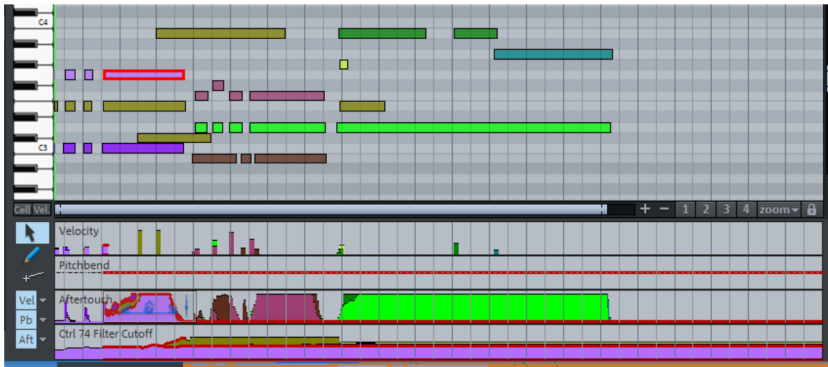 C4
C3
Cell Vel
1 2 3 4 zoom
Velocity
Pitchbend
Vel Aftertouch
Pb
Ctrl 74 Filter Cutoff
Aft